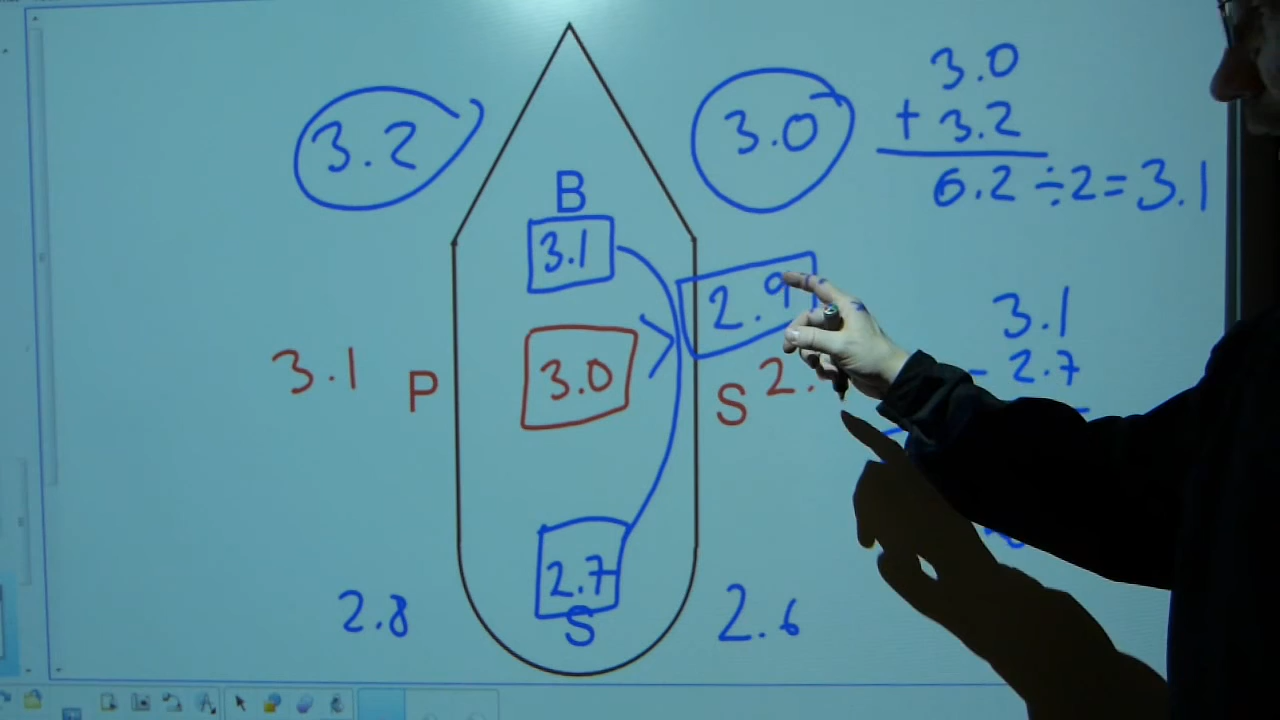 3.2
3.0
3.0
+ 3.2
6.2 ÷ 2 = 3.1
B
3.1
2.9
3.1
- 2.7
3.1
P
3.0
S
2.7
S
2.8
2.6